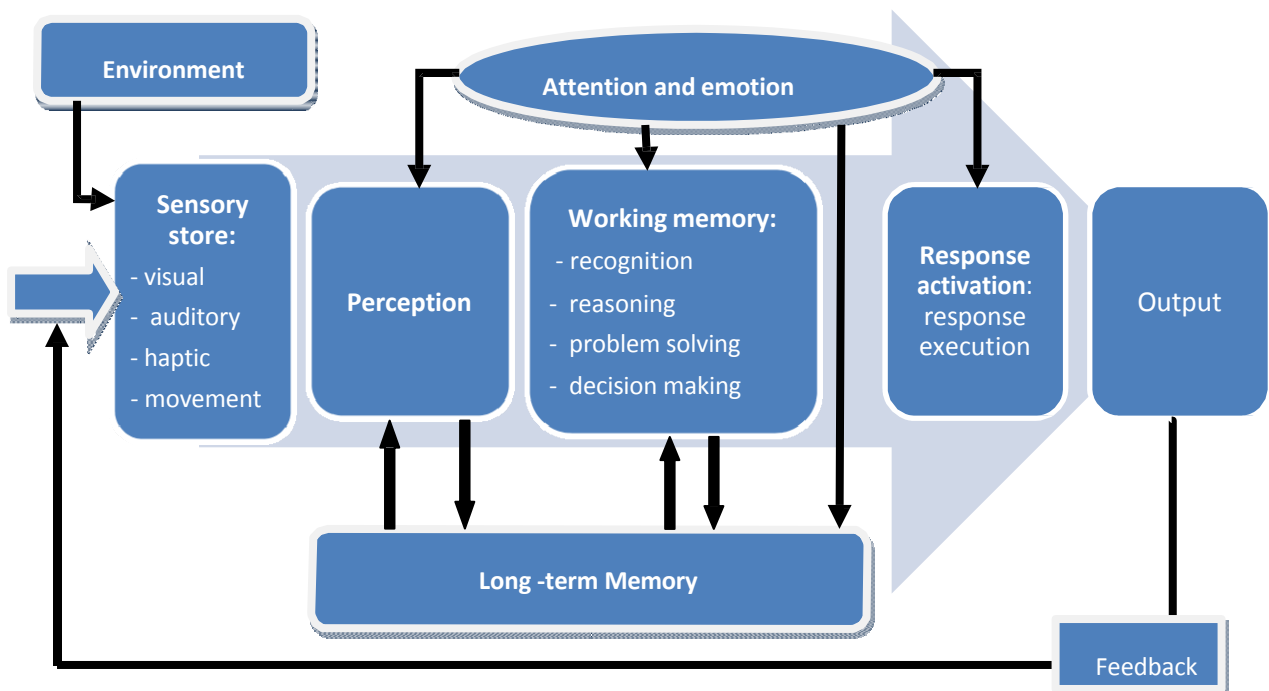 Environment
Attention and emotion
Sensory
store:
- visual
- auditory
- haptic
- movement
Perception
Working memory:
- recognition
- reasoning
- problem solving
- decision making
Response
activation:
response
execution
Output
Long -term Memory
Feedback